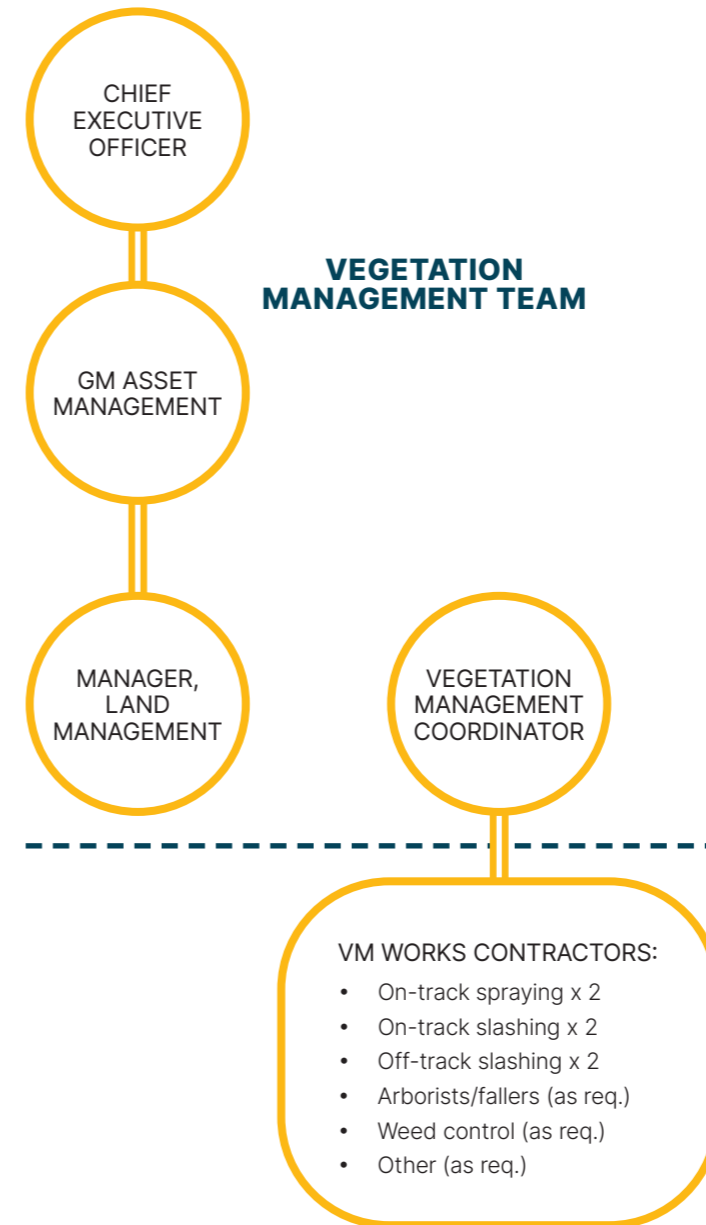 CHIEF
EXECUTIVE
OFFICER
VEGETATION
MANAGEMENT TEAM
GM ASSET
MANAGEMENT
MANAGER,
LAND
MANAGEMENT
VEGETATION
MANAGEMENT
COORDINATOR
VM WORKS CONTRACTORS:
• On-track spraying x 2
• On-track slashing x 2
• Off-track slashing x 2
• Arborists/fallers (as req.)
• Weed control (as req.)
• Other (as req.)